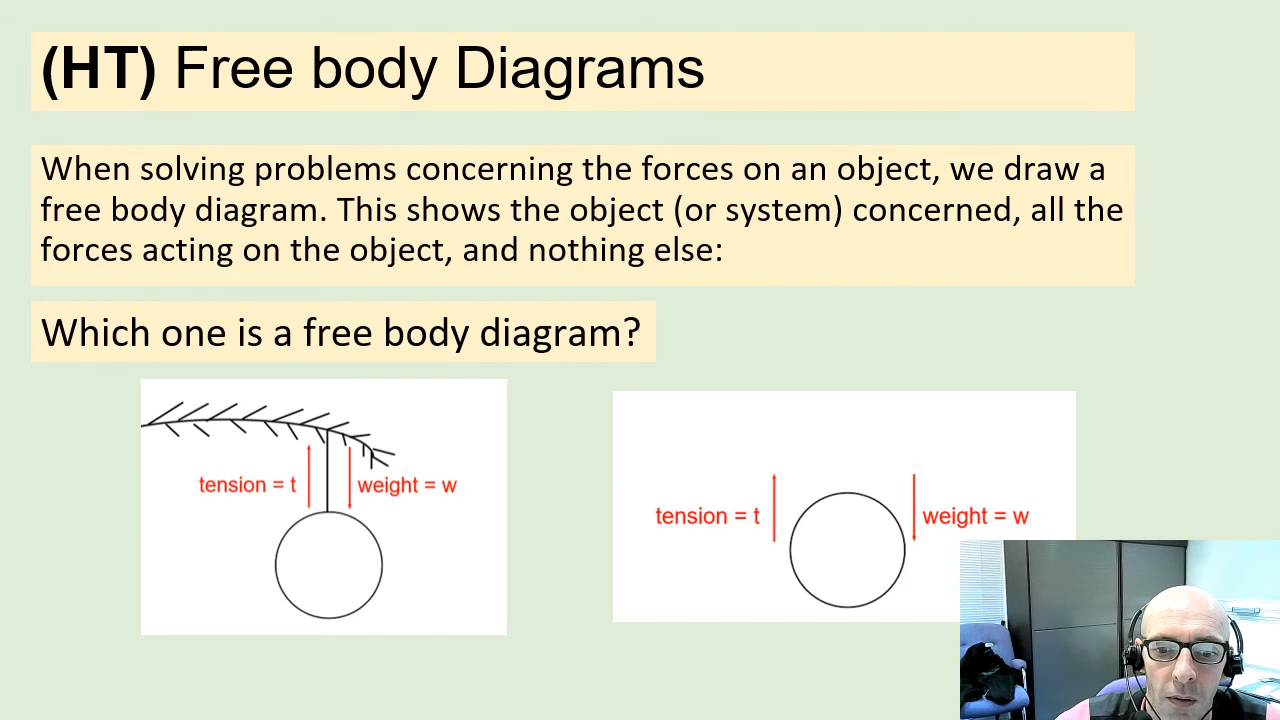 (HT) Free body Diagrams
When solving problems concerning the forces on an object, we draw a
free body diagram. This shows the object (or system) concerned, all the
forces acting on the object, and nothing else:
Which one is a free body diagram?
tension = t
weight = w
tension = t
weight = w